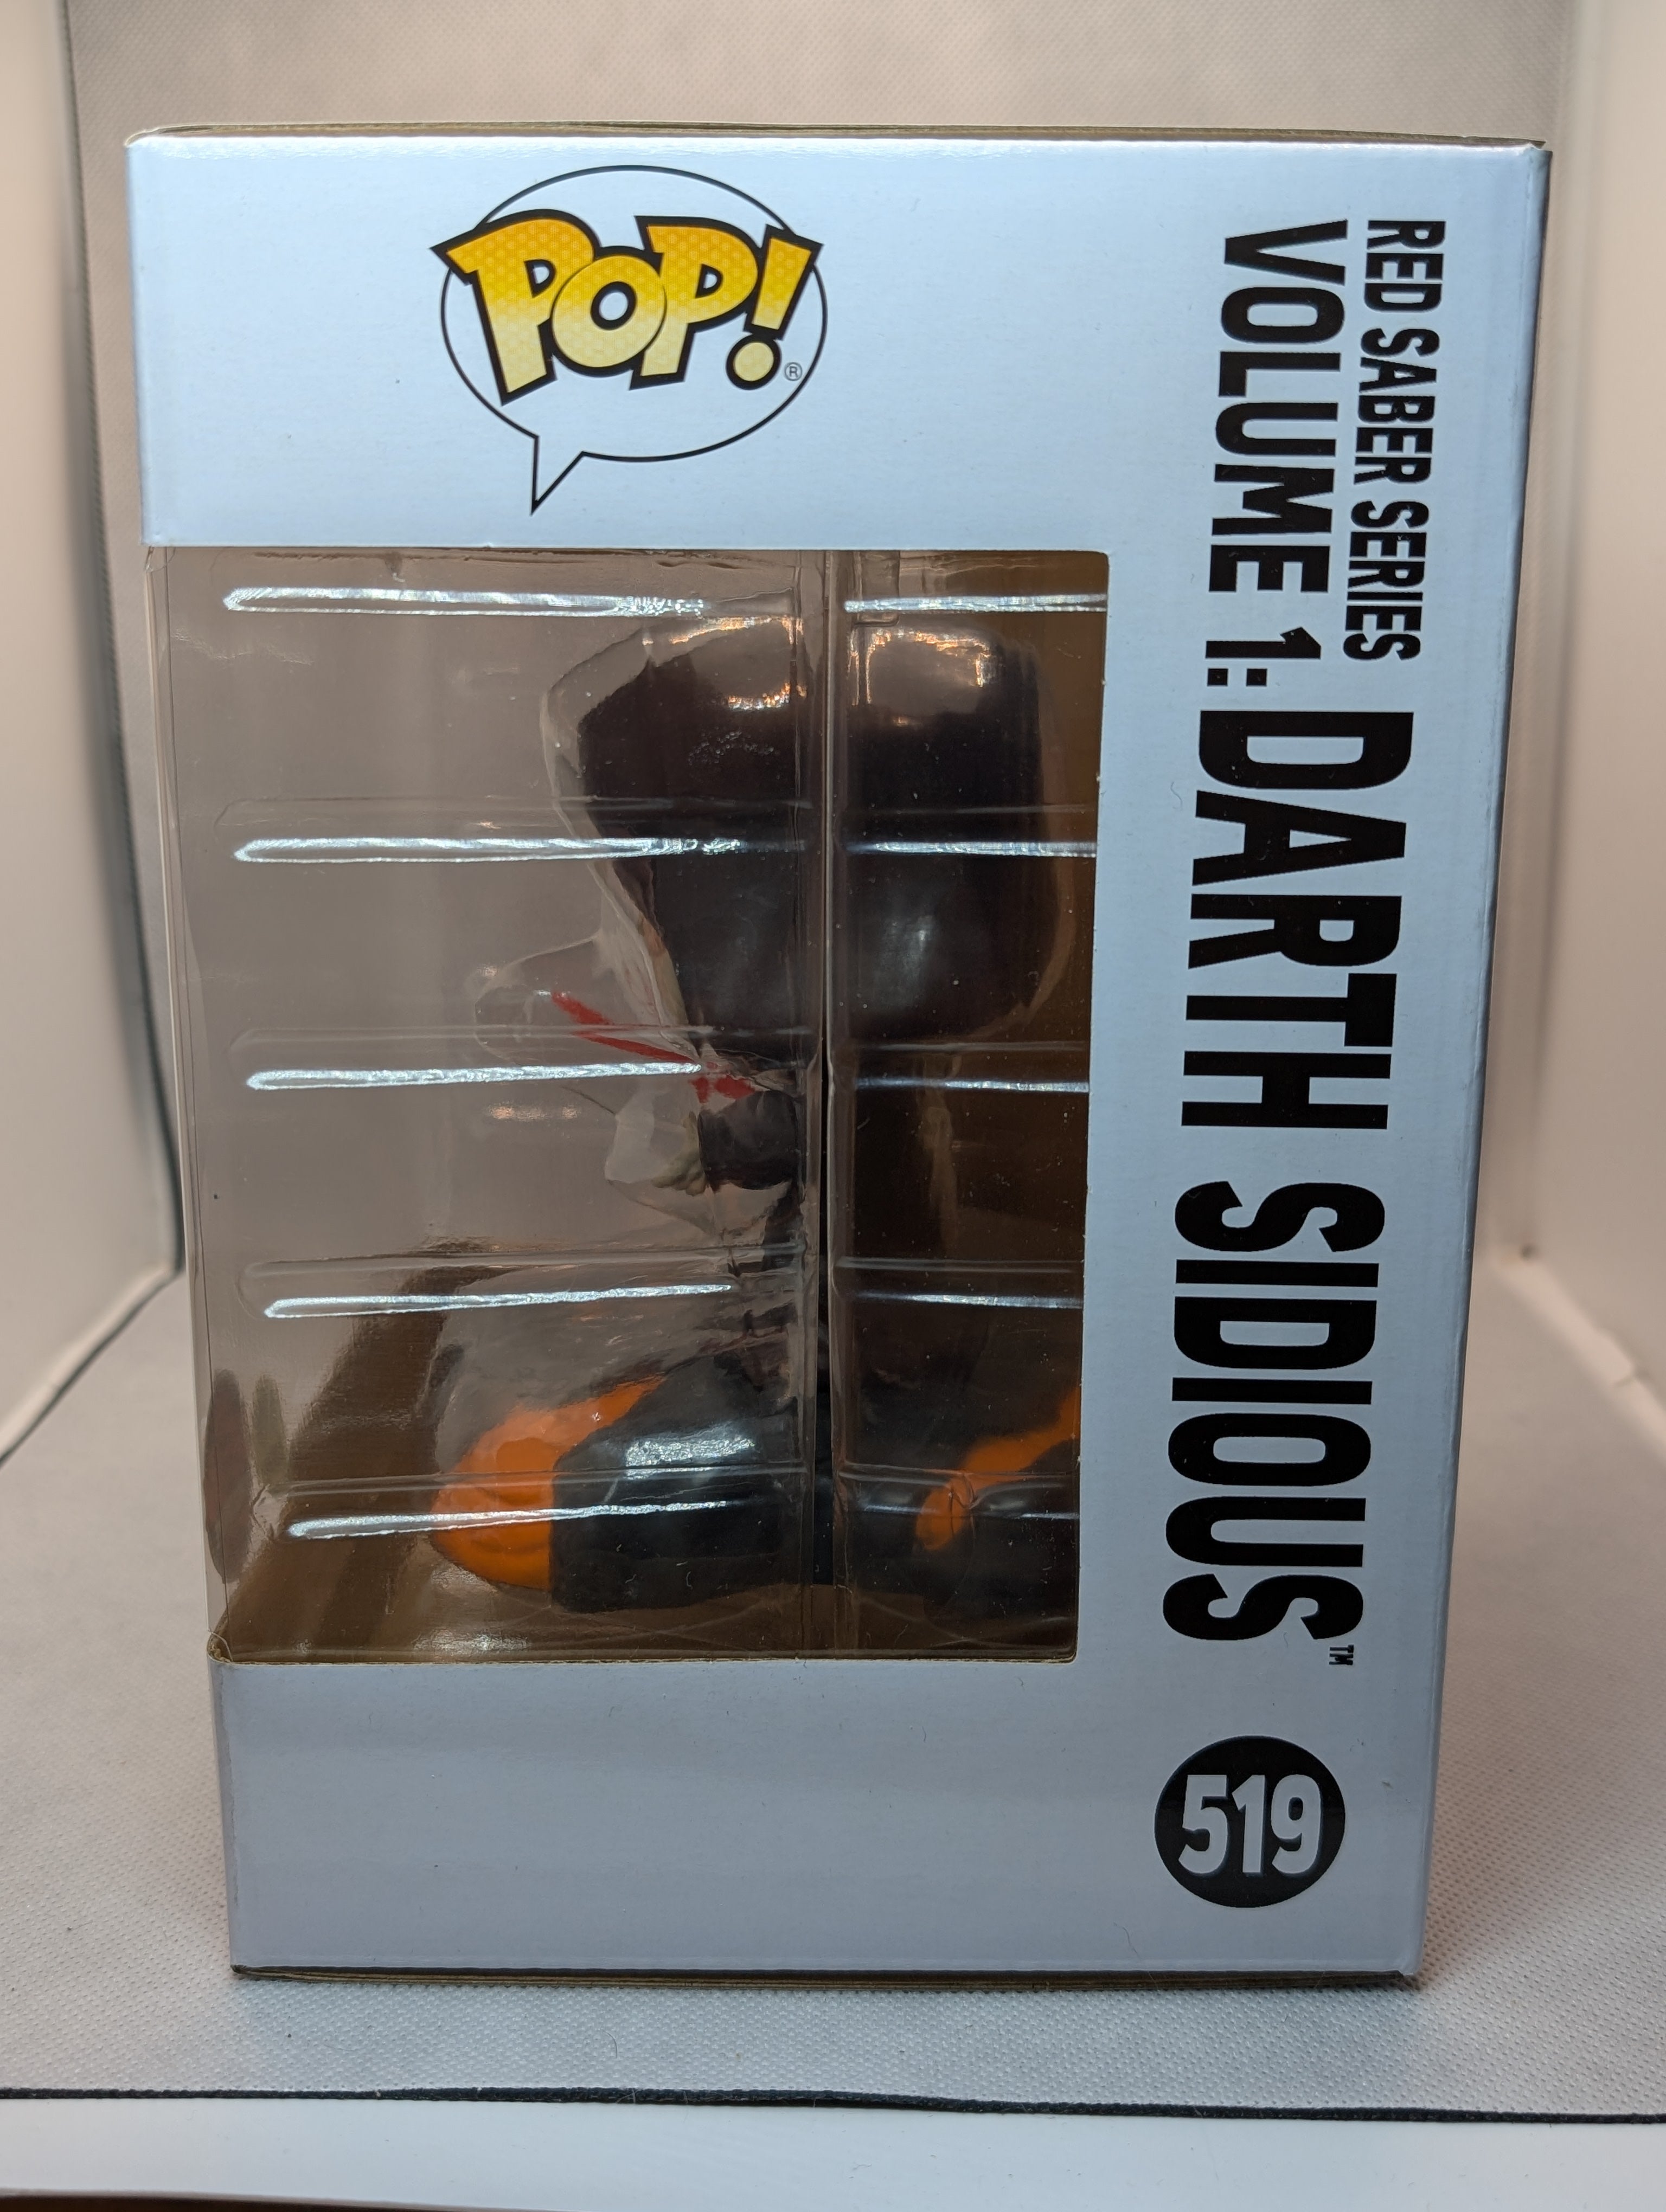 POP!®
RED SABER SERIES
VOLUME 1: DARTH SIDIOUS™
519